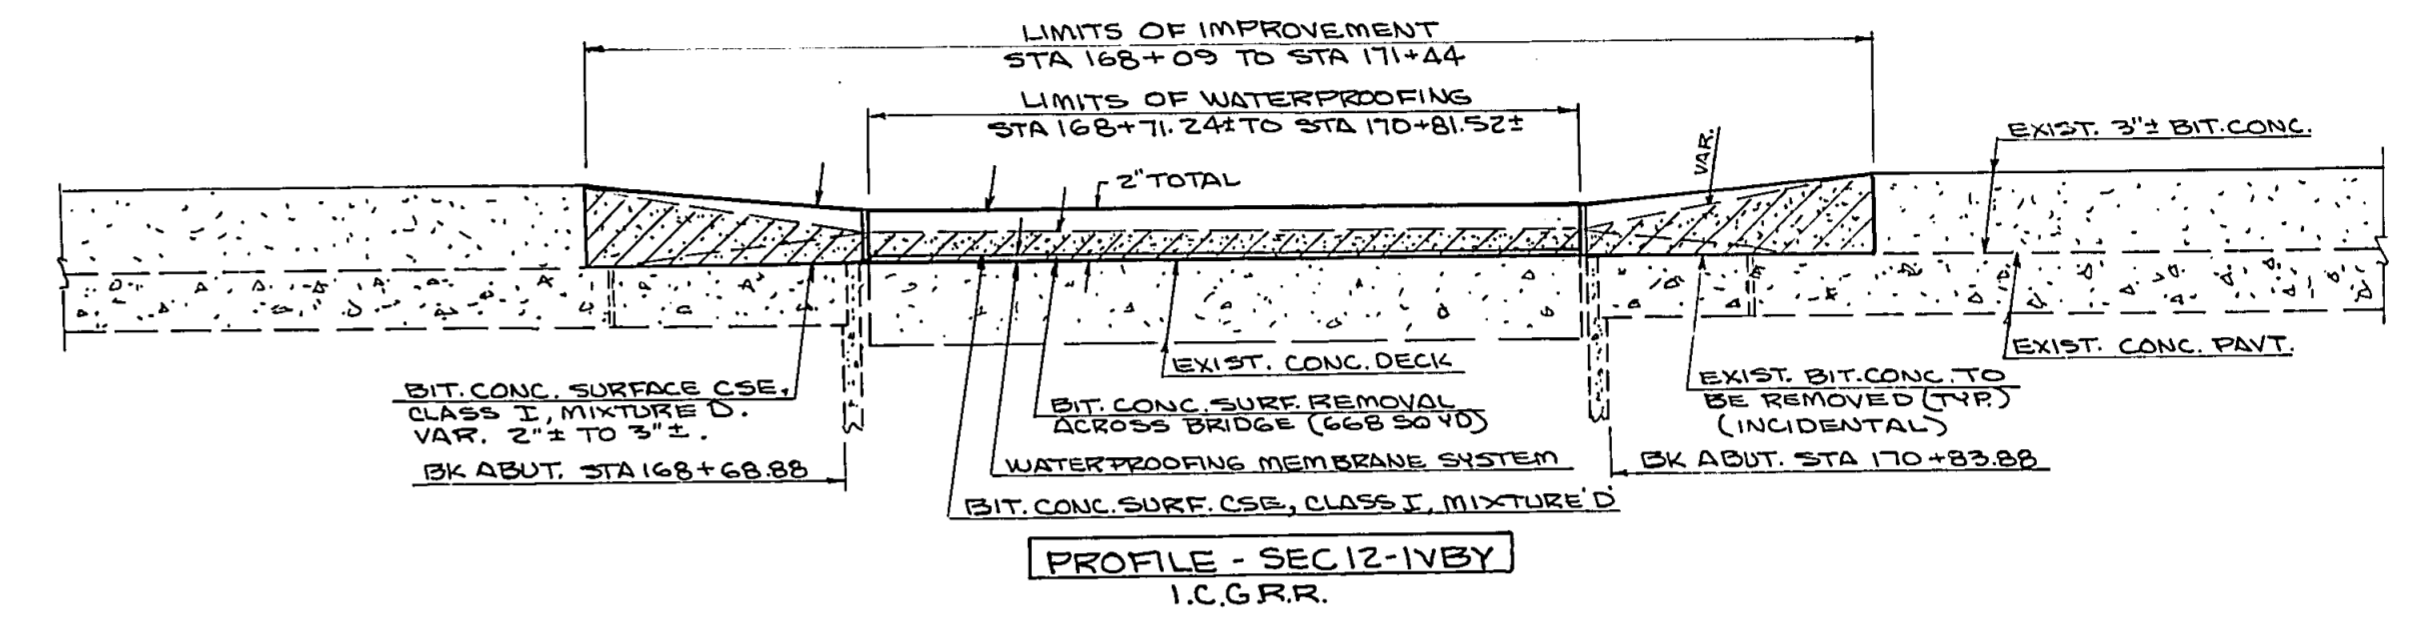 LIMITS OF IMPROVEMENT
STA 168+09 TO STA 171+44
LIMITS OF WATERPROOFING
STA 168+71.24± TO STA 170+81.52±
EXIST. 3"± BIT. CONC.
VAR.
2" TOTAL
EXIST. CONC. PAVT.
EXIST. CONC. DECK
BIT. CONC. SURFACE CSE,
CLASS I, MIXTURE D.
VAR. 2"± TO 3"±.
BIT. CONC. SURF. REMOVAL
ACROSS BRIDGE (668 SQ YD)
EXIST. BIT. CONC. TO
BE REMOVED (TYP.)
(INCIDENTAL)
BK ABUT. STA 168+68.88
WATERPROOFING MEMBRANE SYSTEM
BK ABUT. STA 170+83.88
BIT. CONC. SURF. CSE, CLASS I, MIXTURE 'D'
PROFILE - SEC 12-1VBY
I.C.G.R.R.